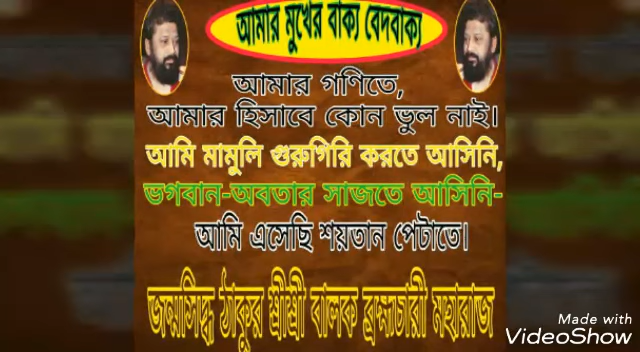 আমার মুখের বাক্য বেদবাক্য
আমার গণিতে,
আমার হিসাবে কোন ভুল নাই।
আমি মামুলি গুরুগিরি করতে আসিনি,
ভগবান-অবতার সাজতে আসিনি-
আমি এসেছি শয়তান পেটাতে।
জন্মসিদ্ধ ঠাকুর শ্রীশ্রী বালক ব্রহ্মচারী মহারাজ
Made with
VideoShow